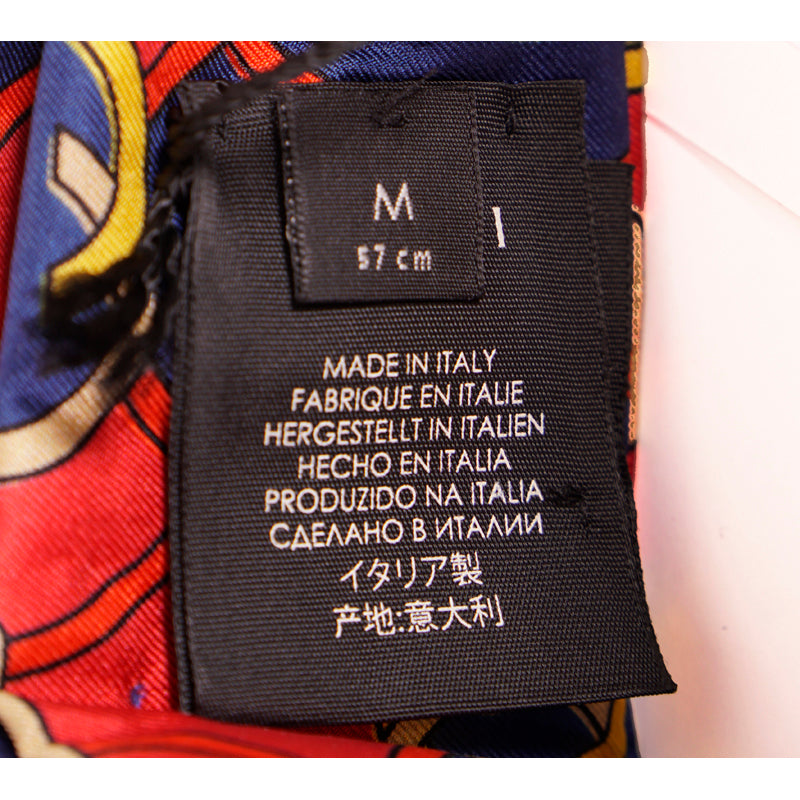 M
57 cm
I
MADE IN ITALY
FABRIQUE EN ITALIE
HERGESTELLT IN ITALIEN
HECHO EN ITALIA
PRODUZIDO NA ITALIA
СДЕЛАНО В ИТАЛИИ
イタリア製
产地:意大利